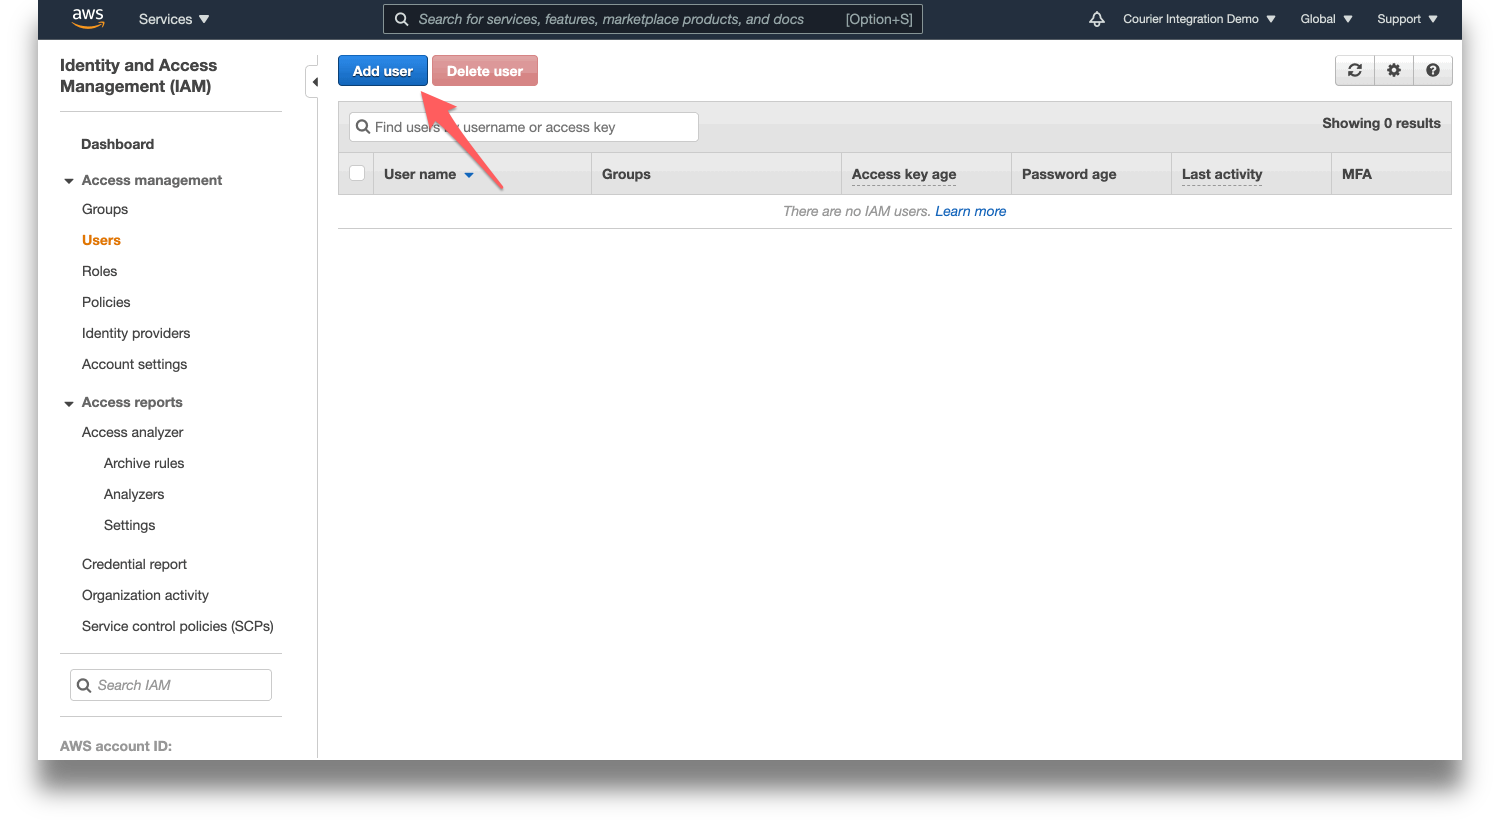 aws
Services
Search for services, features, marketplace products, and docs [Option+S]
Courier Integration Demo
Global
Support
Identity and Access
Management (IAM)
Dashboard
Access management
Groups
Users
Roles
Policies
Identity providers
Account settings
Access reports
Access analyzer
Archive rules
Analyzers
Settings
Credential report
Organization activity
Service control policies (SCPs)
Search IAM
AWS account ID:
Add user
Delete user
Find users username or access key
Showing 0 results
User name
Groups
Access key age
Password age
Last activity
MFA
There are no IAM users. Learn more